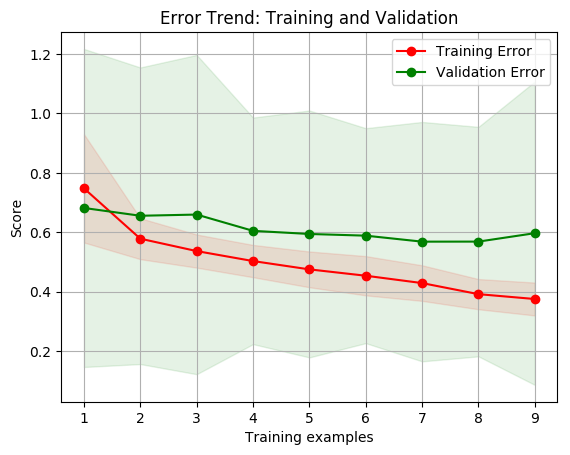 Error Trend: Training and Validation
Training Error
Validation Error
Score
1.2
1.0
0.8
0.6
0.4
0.2
1 2 3 4 5 6 7 8 9
Training examples